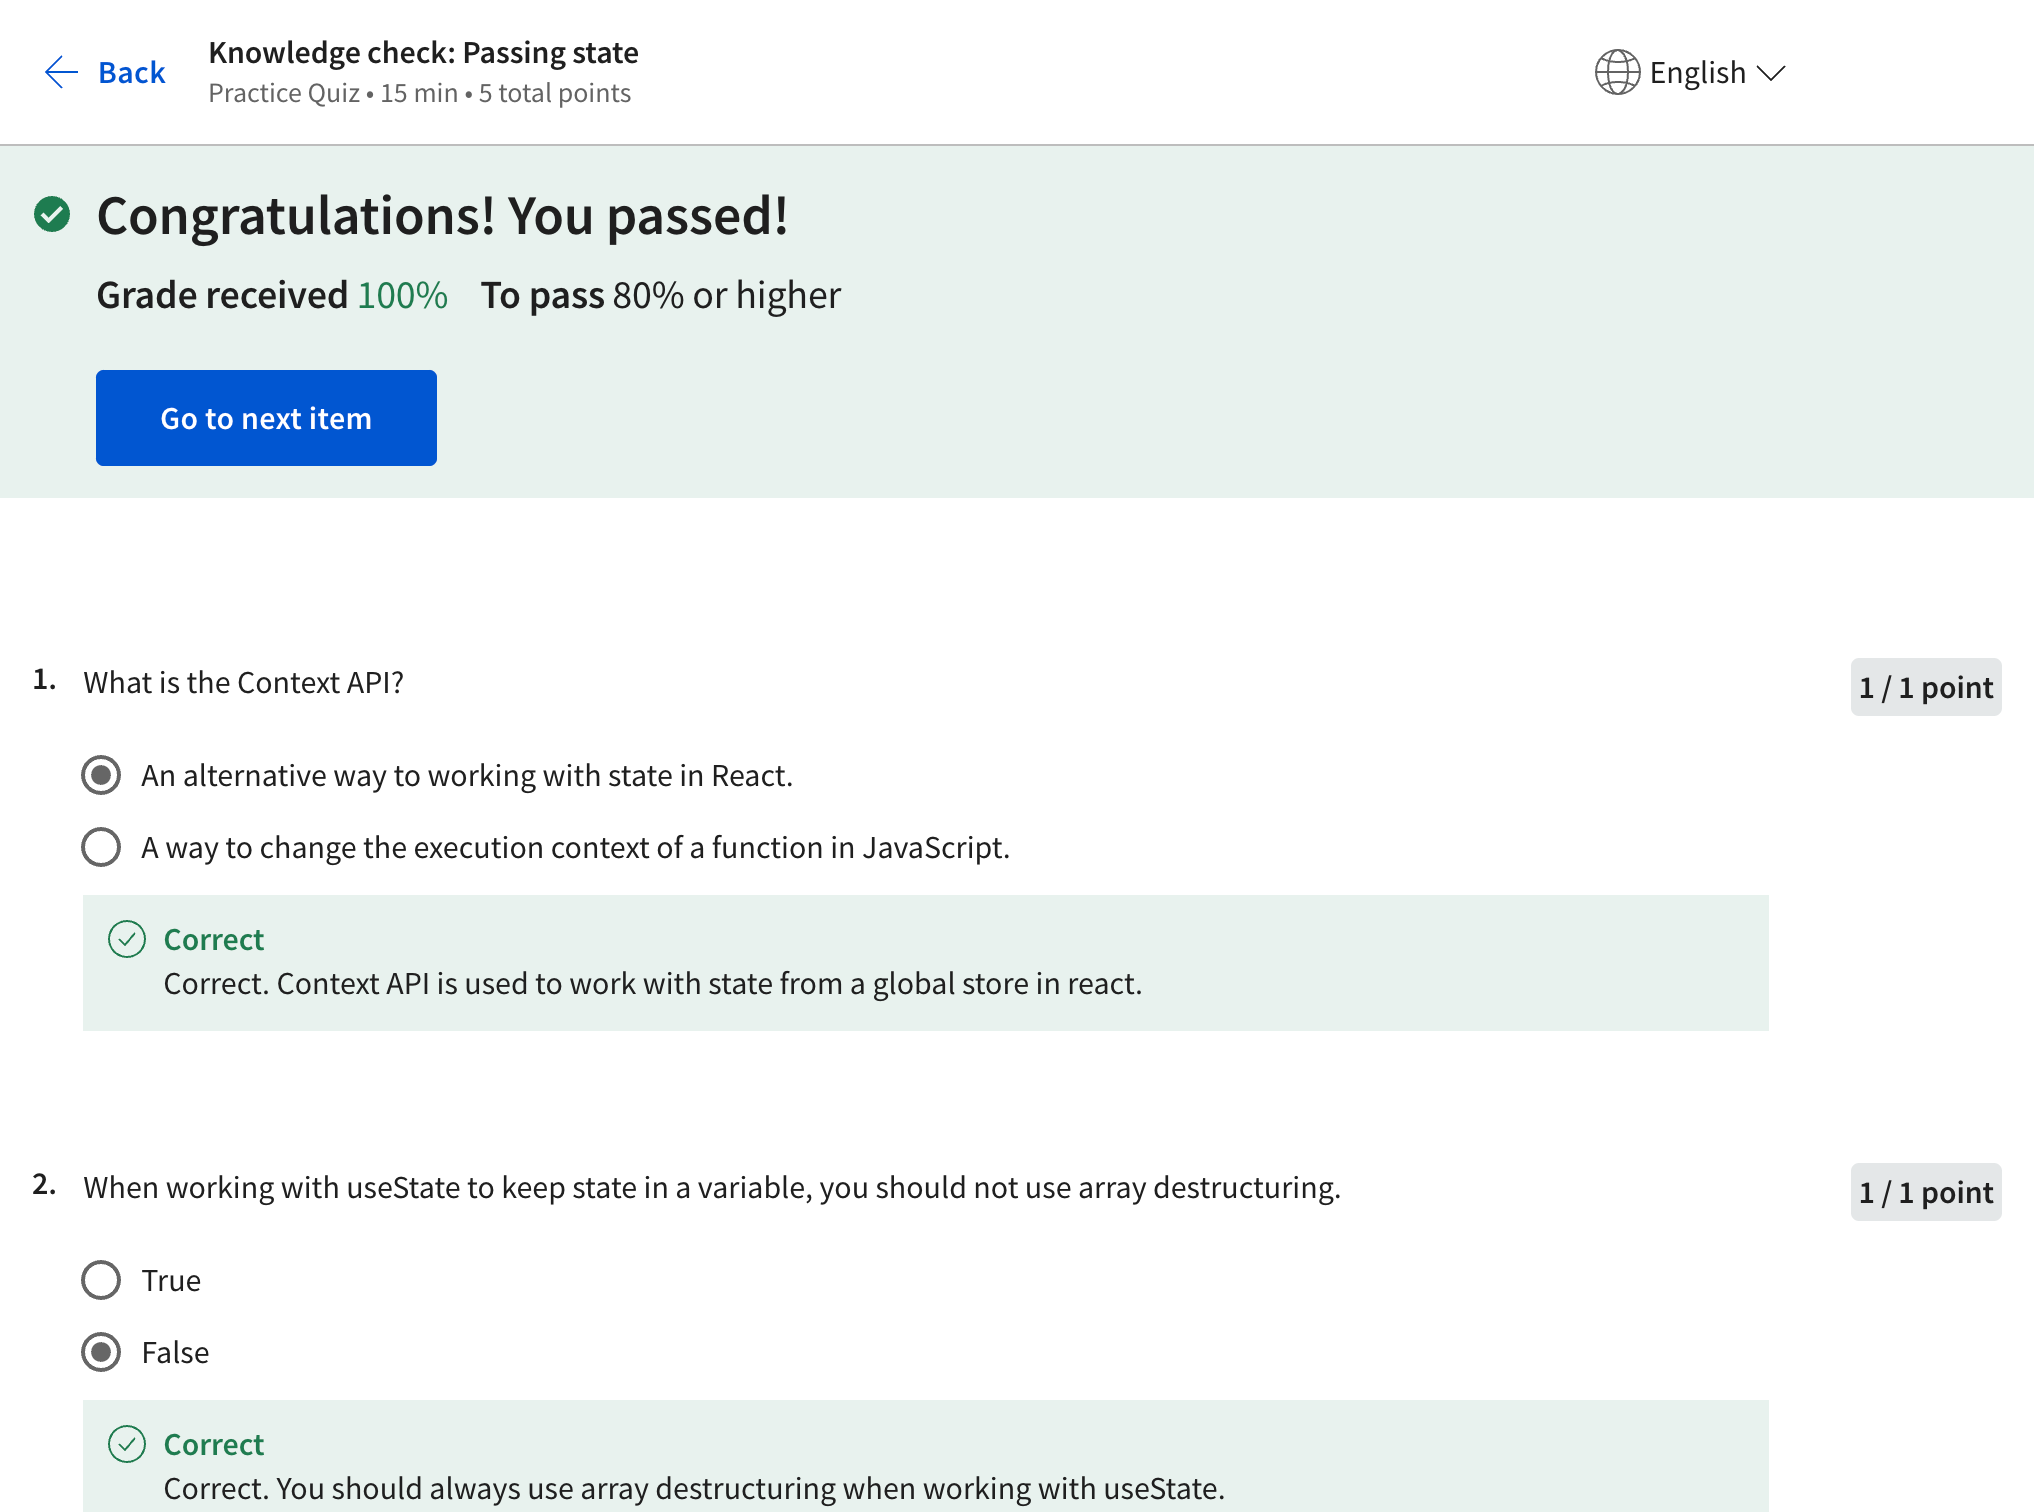 Back
Knowledge check: Passing state
Practice Quiz • 15 min • 5 total points
English
Congratulations! You passed!
Grade received 100% To pass 80% or higher
Go to next item
1. What is the Context API?
1 / 1 point
An alternative way to working with state in React.
A way to change the execution context of a function in JavaScript.
Correct
Correct. Context API is used to work with state from a global store in react.
2. When working with useState to keep state in a variable, you should not use array destructuring.
1 / 1 point
True
False
Correct
Correct. You should always use array destructuring when working with useState.